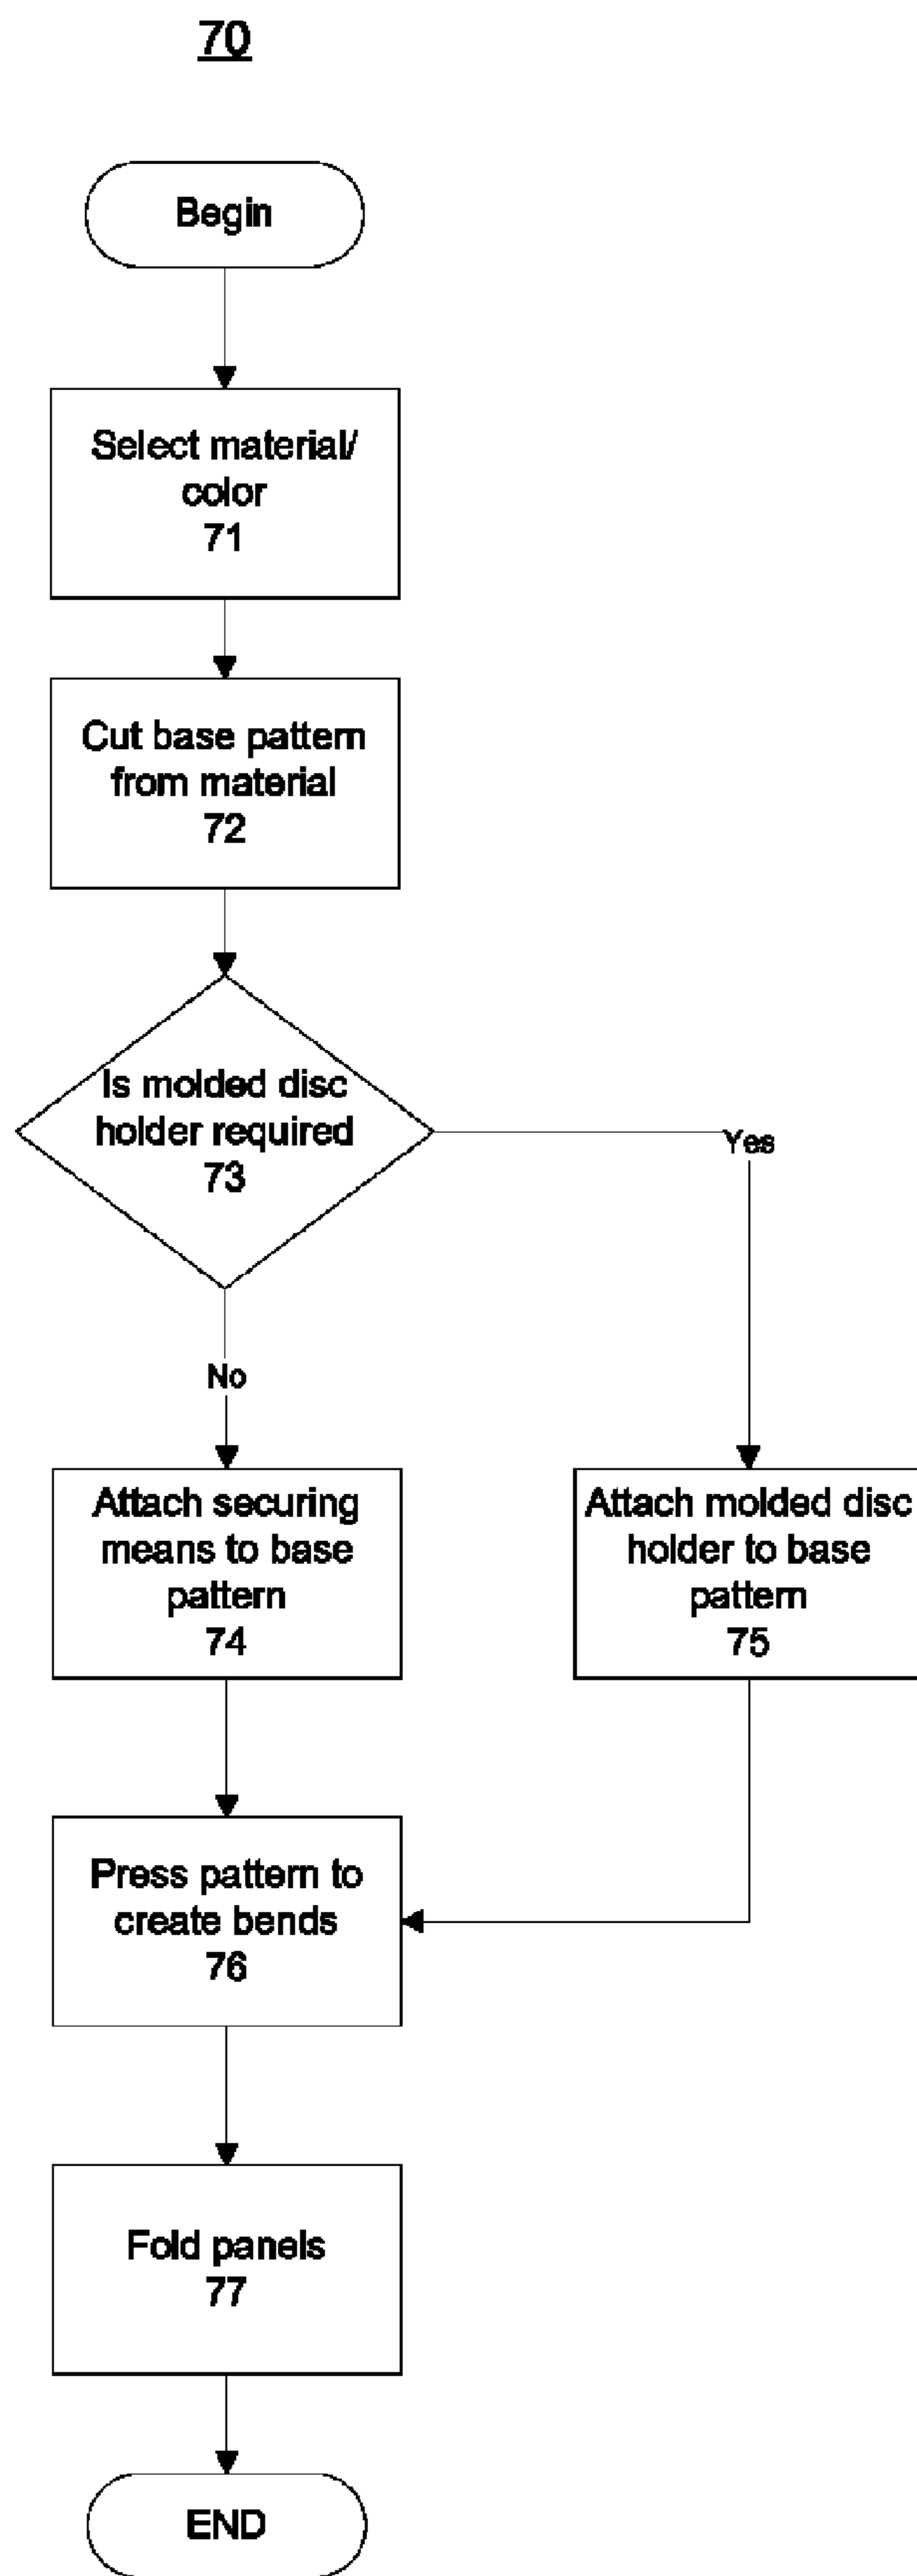 70
Begin
Select material/
color
71
Cut base pattern
from material
72
Is molded disc
holder required
73
Yes
No
Attach securing
means to base
pattern
74
Attach molded disc
holder to base
pattern
75
Press pattern to
create bends
76
Fold panels
77
END